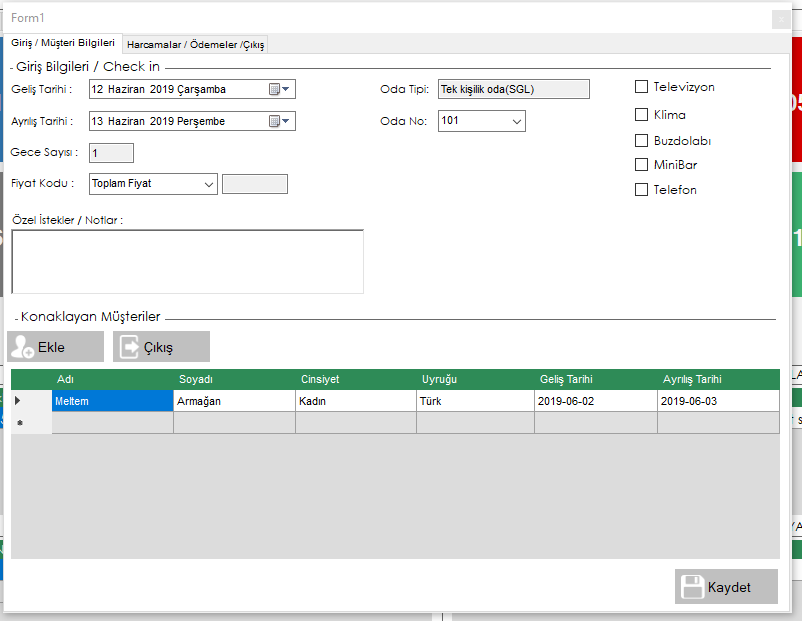 Form1
Giriş / Müşteri Bilgileri Harcamalar / Ödemeler /Çıkış
Giriş Bilgileri / Check in
Geliş Tarihi : 12 Haziran 2019 Çarşamba Oda Tipi: Tek kişilik oda(SGL) Televizyon
Ayrılış Tarihi : 13 Haziran 2019 Perşembe Oda No: 101 Klima
Gece Sayısı : 1 Buzdolabı
MiniBar
Fiyat Kodu : Toplam Fiyat Telefon
Özel İstekler / Notlar :
Konaklayan Müşteriler
Ekle Çıkış
Adı Soyadı Cinsiyet Uyruğu Geliş Tarihi Ayrılış Tarihi
Meltem Armağan Kadın Türk 2019-06-02 2019-06-03
Kaydet